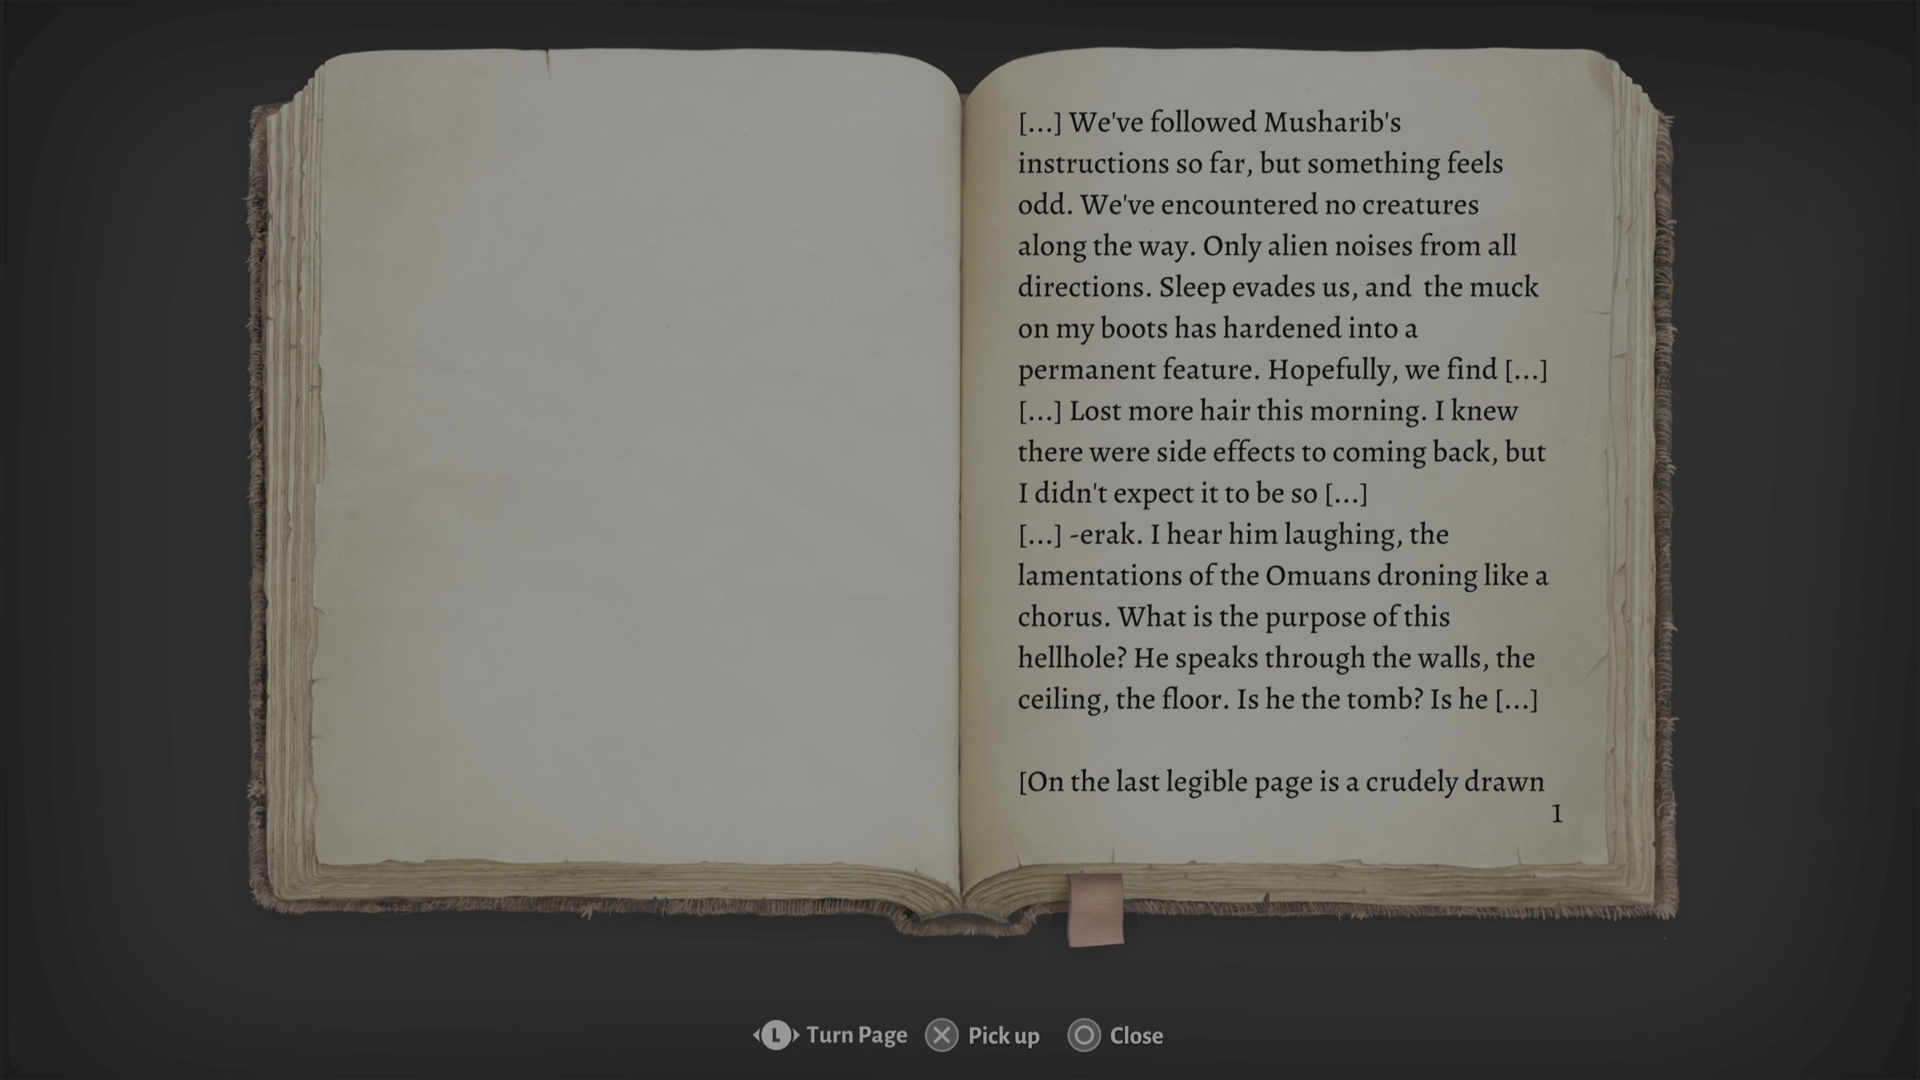 [...] We've followed Musharib's
instructions so far, but something feels
odd. We've encountered no creatures
along the way. Only alien noises from all
directions. Sleep evades us, and  the muck
on my boots has hardened into a
permanent feature. Hopefully, we find [...]
[...] Lost more hair this morning. I knew
there were side effects to coming back, but
I didn't expect it to be so [...]
[...] -erak. I hear him laughing, the
lamentations of the Omuans droning like a
chorus. What is the purpose of this
hellhole? He speaks through the walls, the
ceiling, the floor. Is he the tomb? Is he [...]
[On the last legible page is a crudely drawn
1
L Turn Page Pick up Close